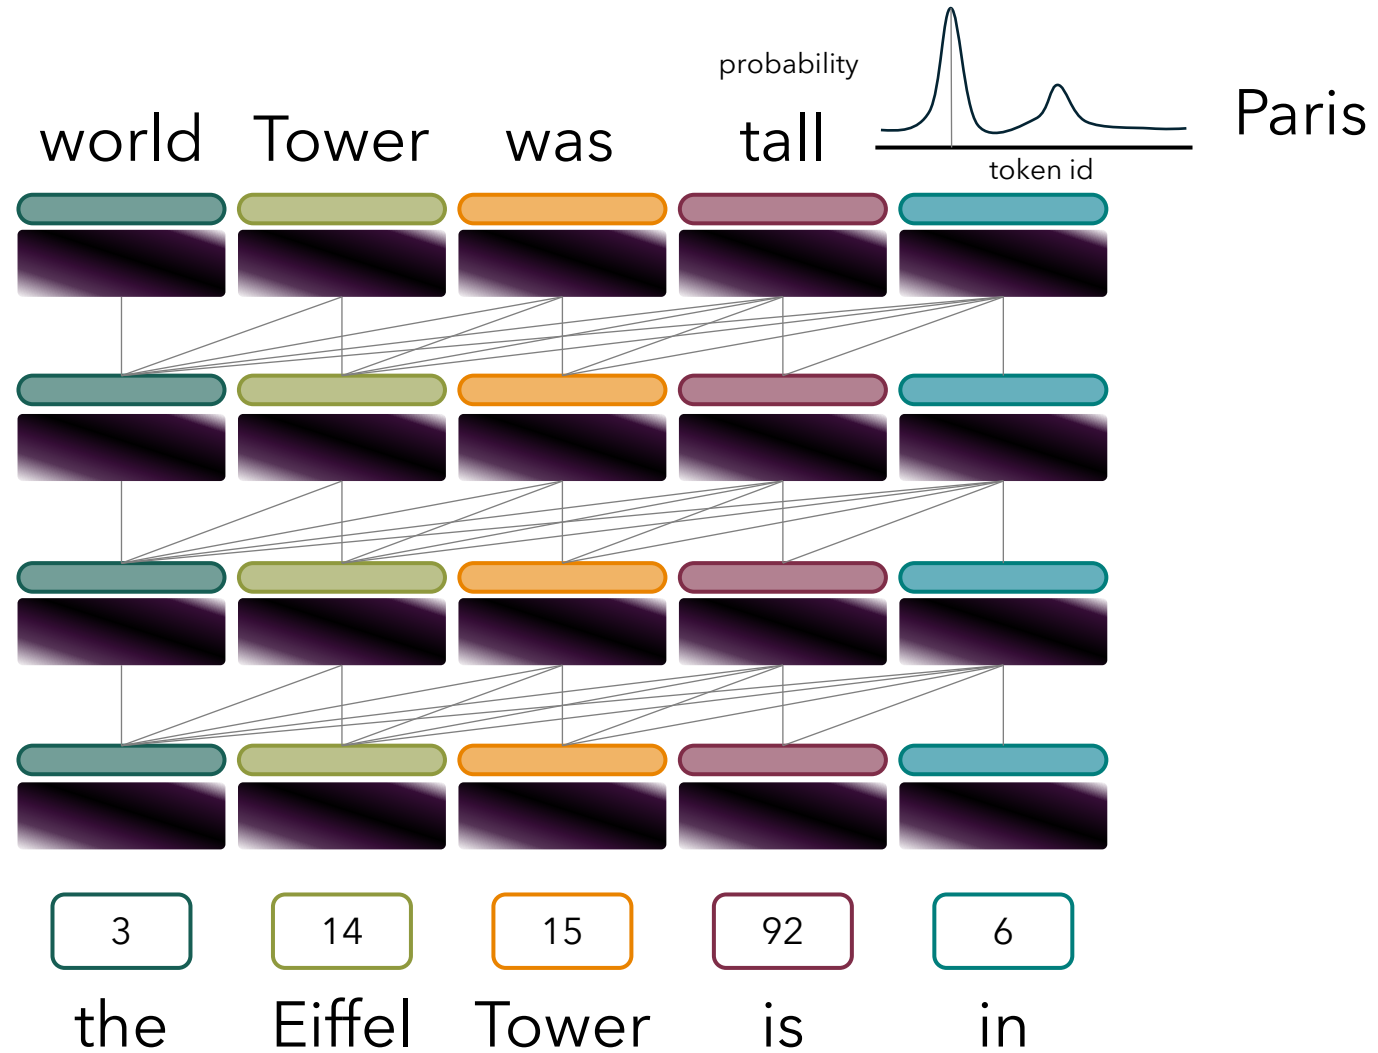 probability
world Tower was tall Paris
token id
3 14 15 92 6
the Eiffel Tower is in